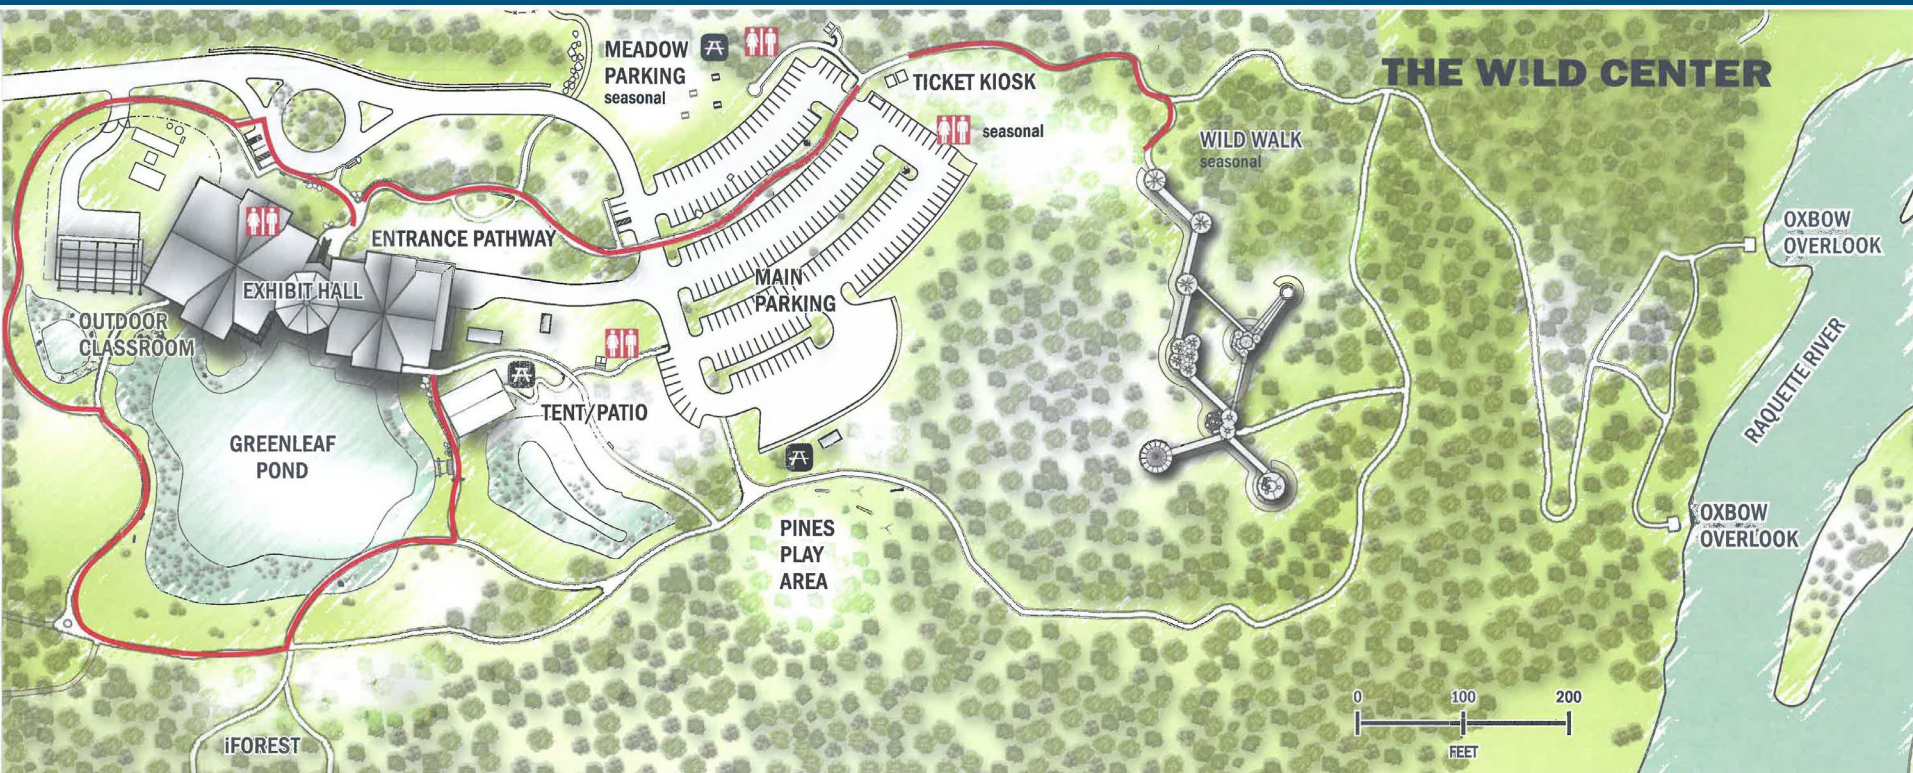 THE W!LD CENTER
MEADOW
PARKING
seasonal
TICKET KIOSK
seasonal
WILD WALK
seasonal
OXBOW
OVERLOOK
ENTRANCE PATHWAY
EXHIBIT HALL
MAIN
PARKING
OUTDOOR
CLASSROOM
RAQUETTE RIVER
TENT/PATIO
GREENLEAF
POND
PINES
PLAY
AREA
OXBOW
OVERLOOK
iFOREST
0 100 200
FEET